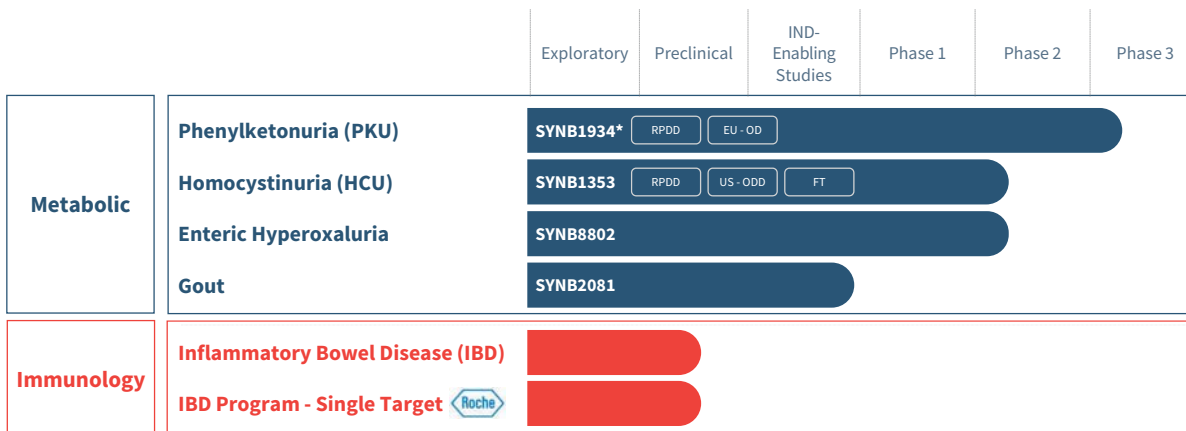 Exploratory
Preclinical
IND-
Enabling
Studies
Phase 1
Phase 2
Phase 3
Metabolic
Phenylketonuria (PKU)
SYNB1934*
RPDD
EU - OD
Homocystinuria (HCU)
SYNB1353
RPDD
US - ODD
FT
Enteric Hyperoxaluria
SYNB8802
Gout
SYNB2081
Immunology
Inflammatory Bowel Disease (IBD)
IBD Program - Single Target
Roche